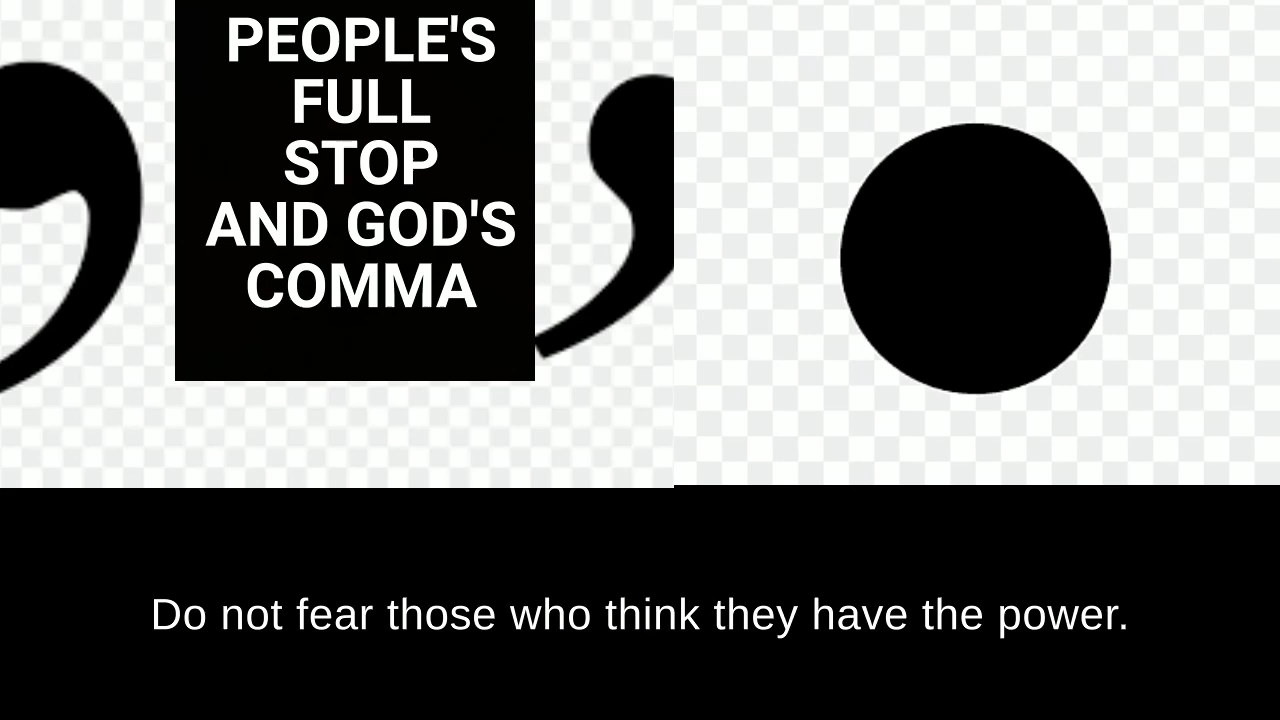 PEOPLE'S
FULL
STOP
AND GOD'S
COMMA
Do not fear those who think they have the power.